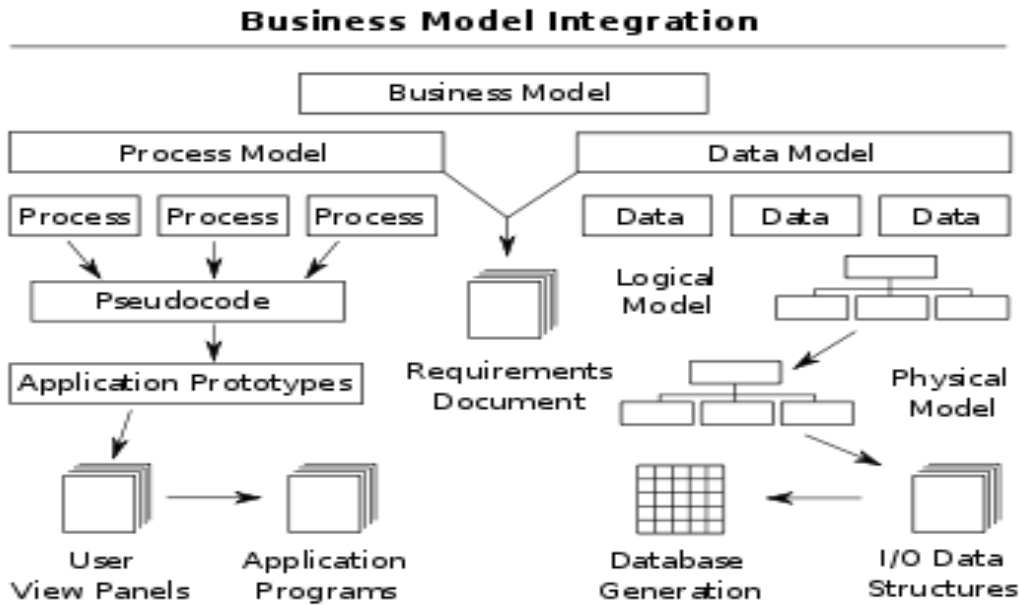 Business Model Integration
Business Model
Process Model
Data Model
Process
Process
Process
Data
Data
Data
Pseudocode
Logical
Model
Application Prototypes
Requirements
Document
Physical
Model
User
View Panels
Application
Programs
Database
Generation
I/O Data
Structures